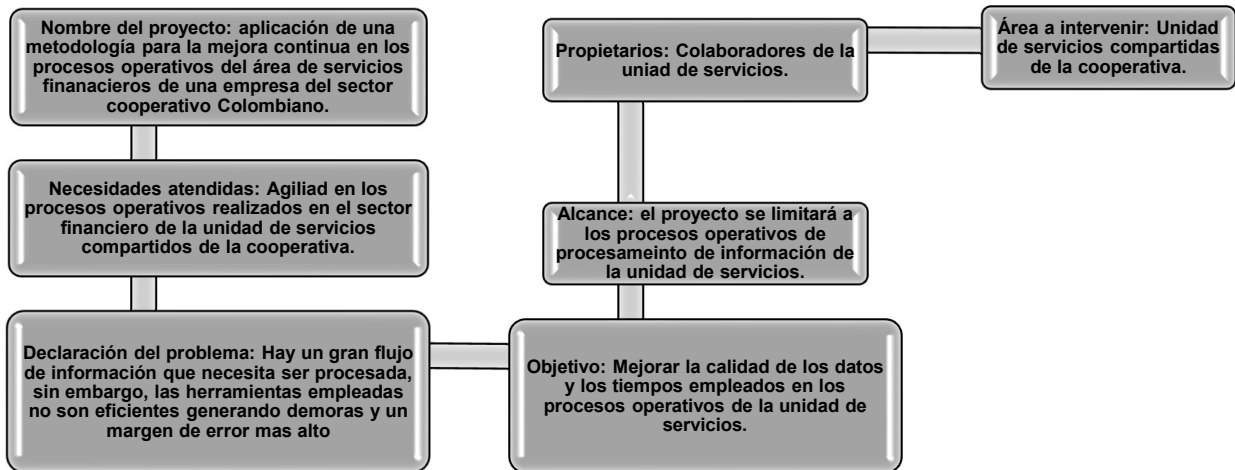 Nombre del proyecto: aplicación de una
metodología para la mejora continua en los
procesos operativos del área de servicios
finanacieros de una empresa del sector
cooperativo Colombiano.
Necesidades atendidas: Agiliad en los
procesos operativos realizados en el sector
financiero de la unidad de servicios
compartidos de la cooperativa.
Declaración del problema: Hay un gran flujo
de información que necesita ser procesada,
sin embargo, las herramientas empleadas
no son eficientes generando demoras y un
margen de error mas alto
Objetivo: Mejorar la calidad de los datos
y los tiempos empleados en los
procesos operativos de la unidad de
servicios.
Alcance: el proyecto se limitará a
los procesos operativos de
procesameinto de información de
la unidad de servicios.
Propietarios: Colaboradores de la
uniad de servicios.
Área a intervenir: Unidad
de servicios compartidas
de la cooperativa.